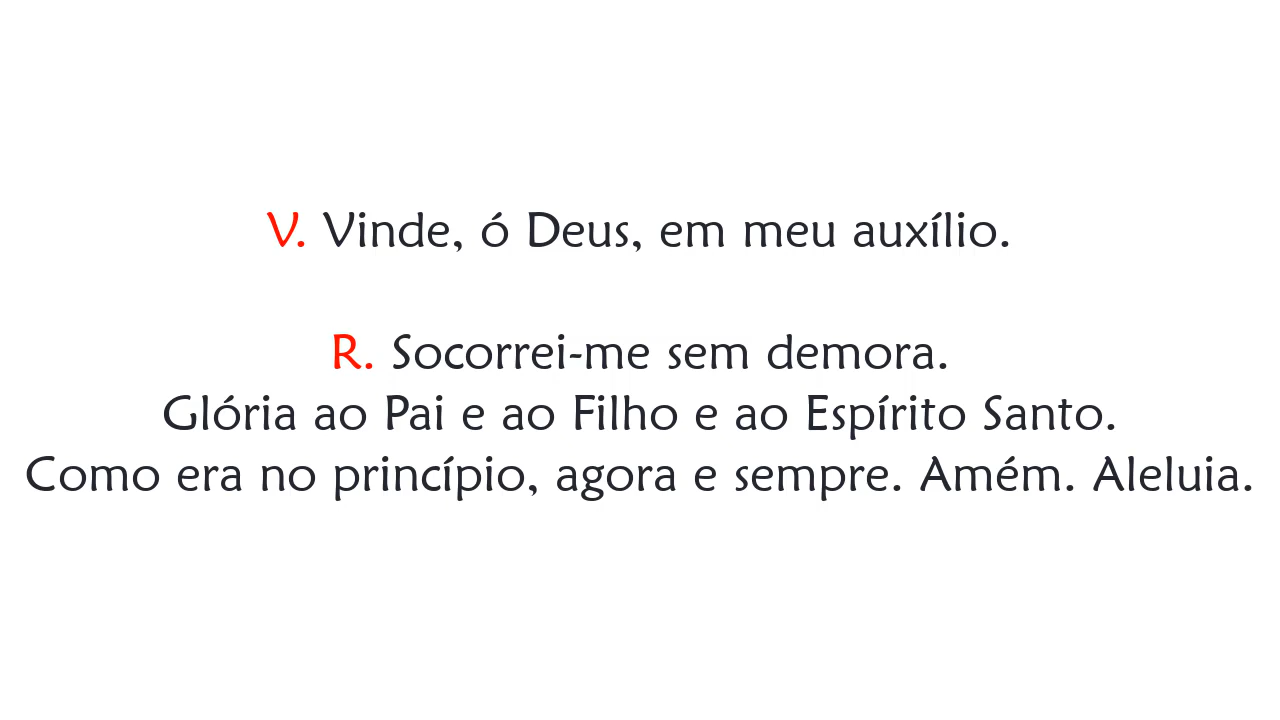 V. Vinde, ó Deus, em meu auxílio.
R. Socorrei-me sem demora.
Glória ao Pai e ao Filho e ao Espírito Santo.
Como era no princípio, agora e sempre. Amém. Aleluia.